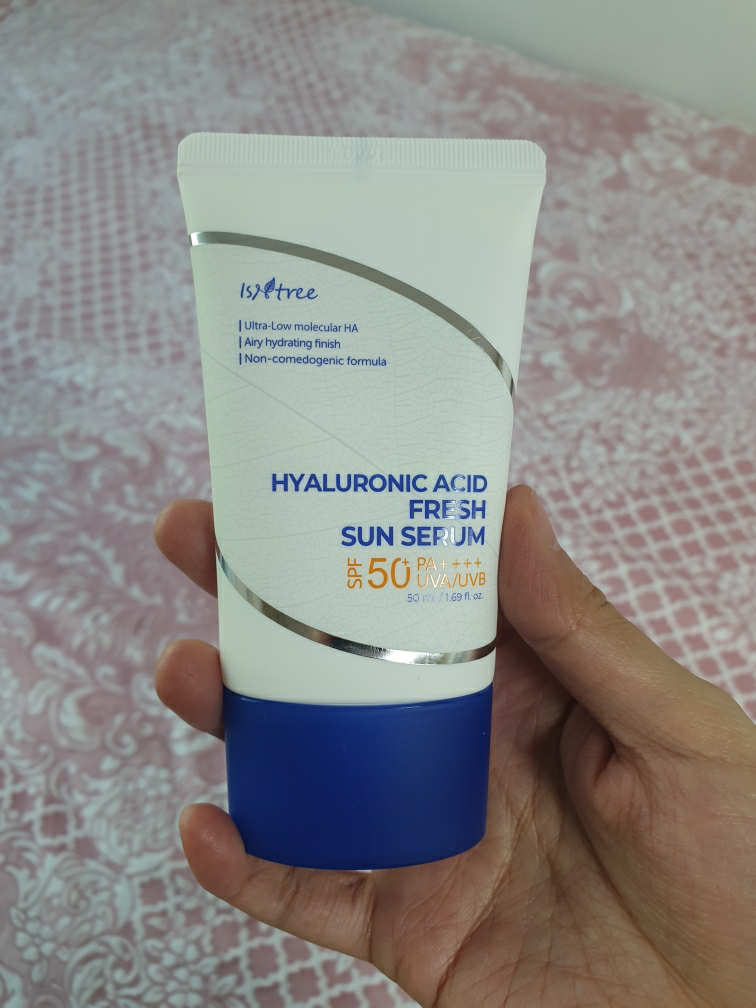 Isntree
Ultra-Low molecular HA
Airy hydrating finish
Non-comedogenic formula
HYALURONIC ACID
FRESH
SUN SERUM
SPF 50+ PA++++
UVA/UVB
50 ml / 1.69 fl. oz.